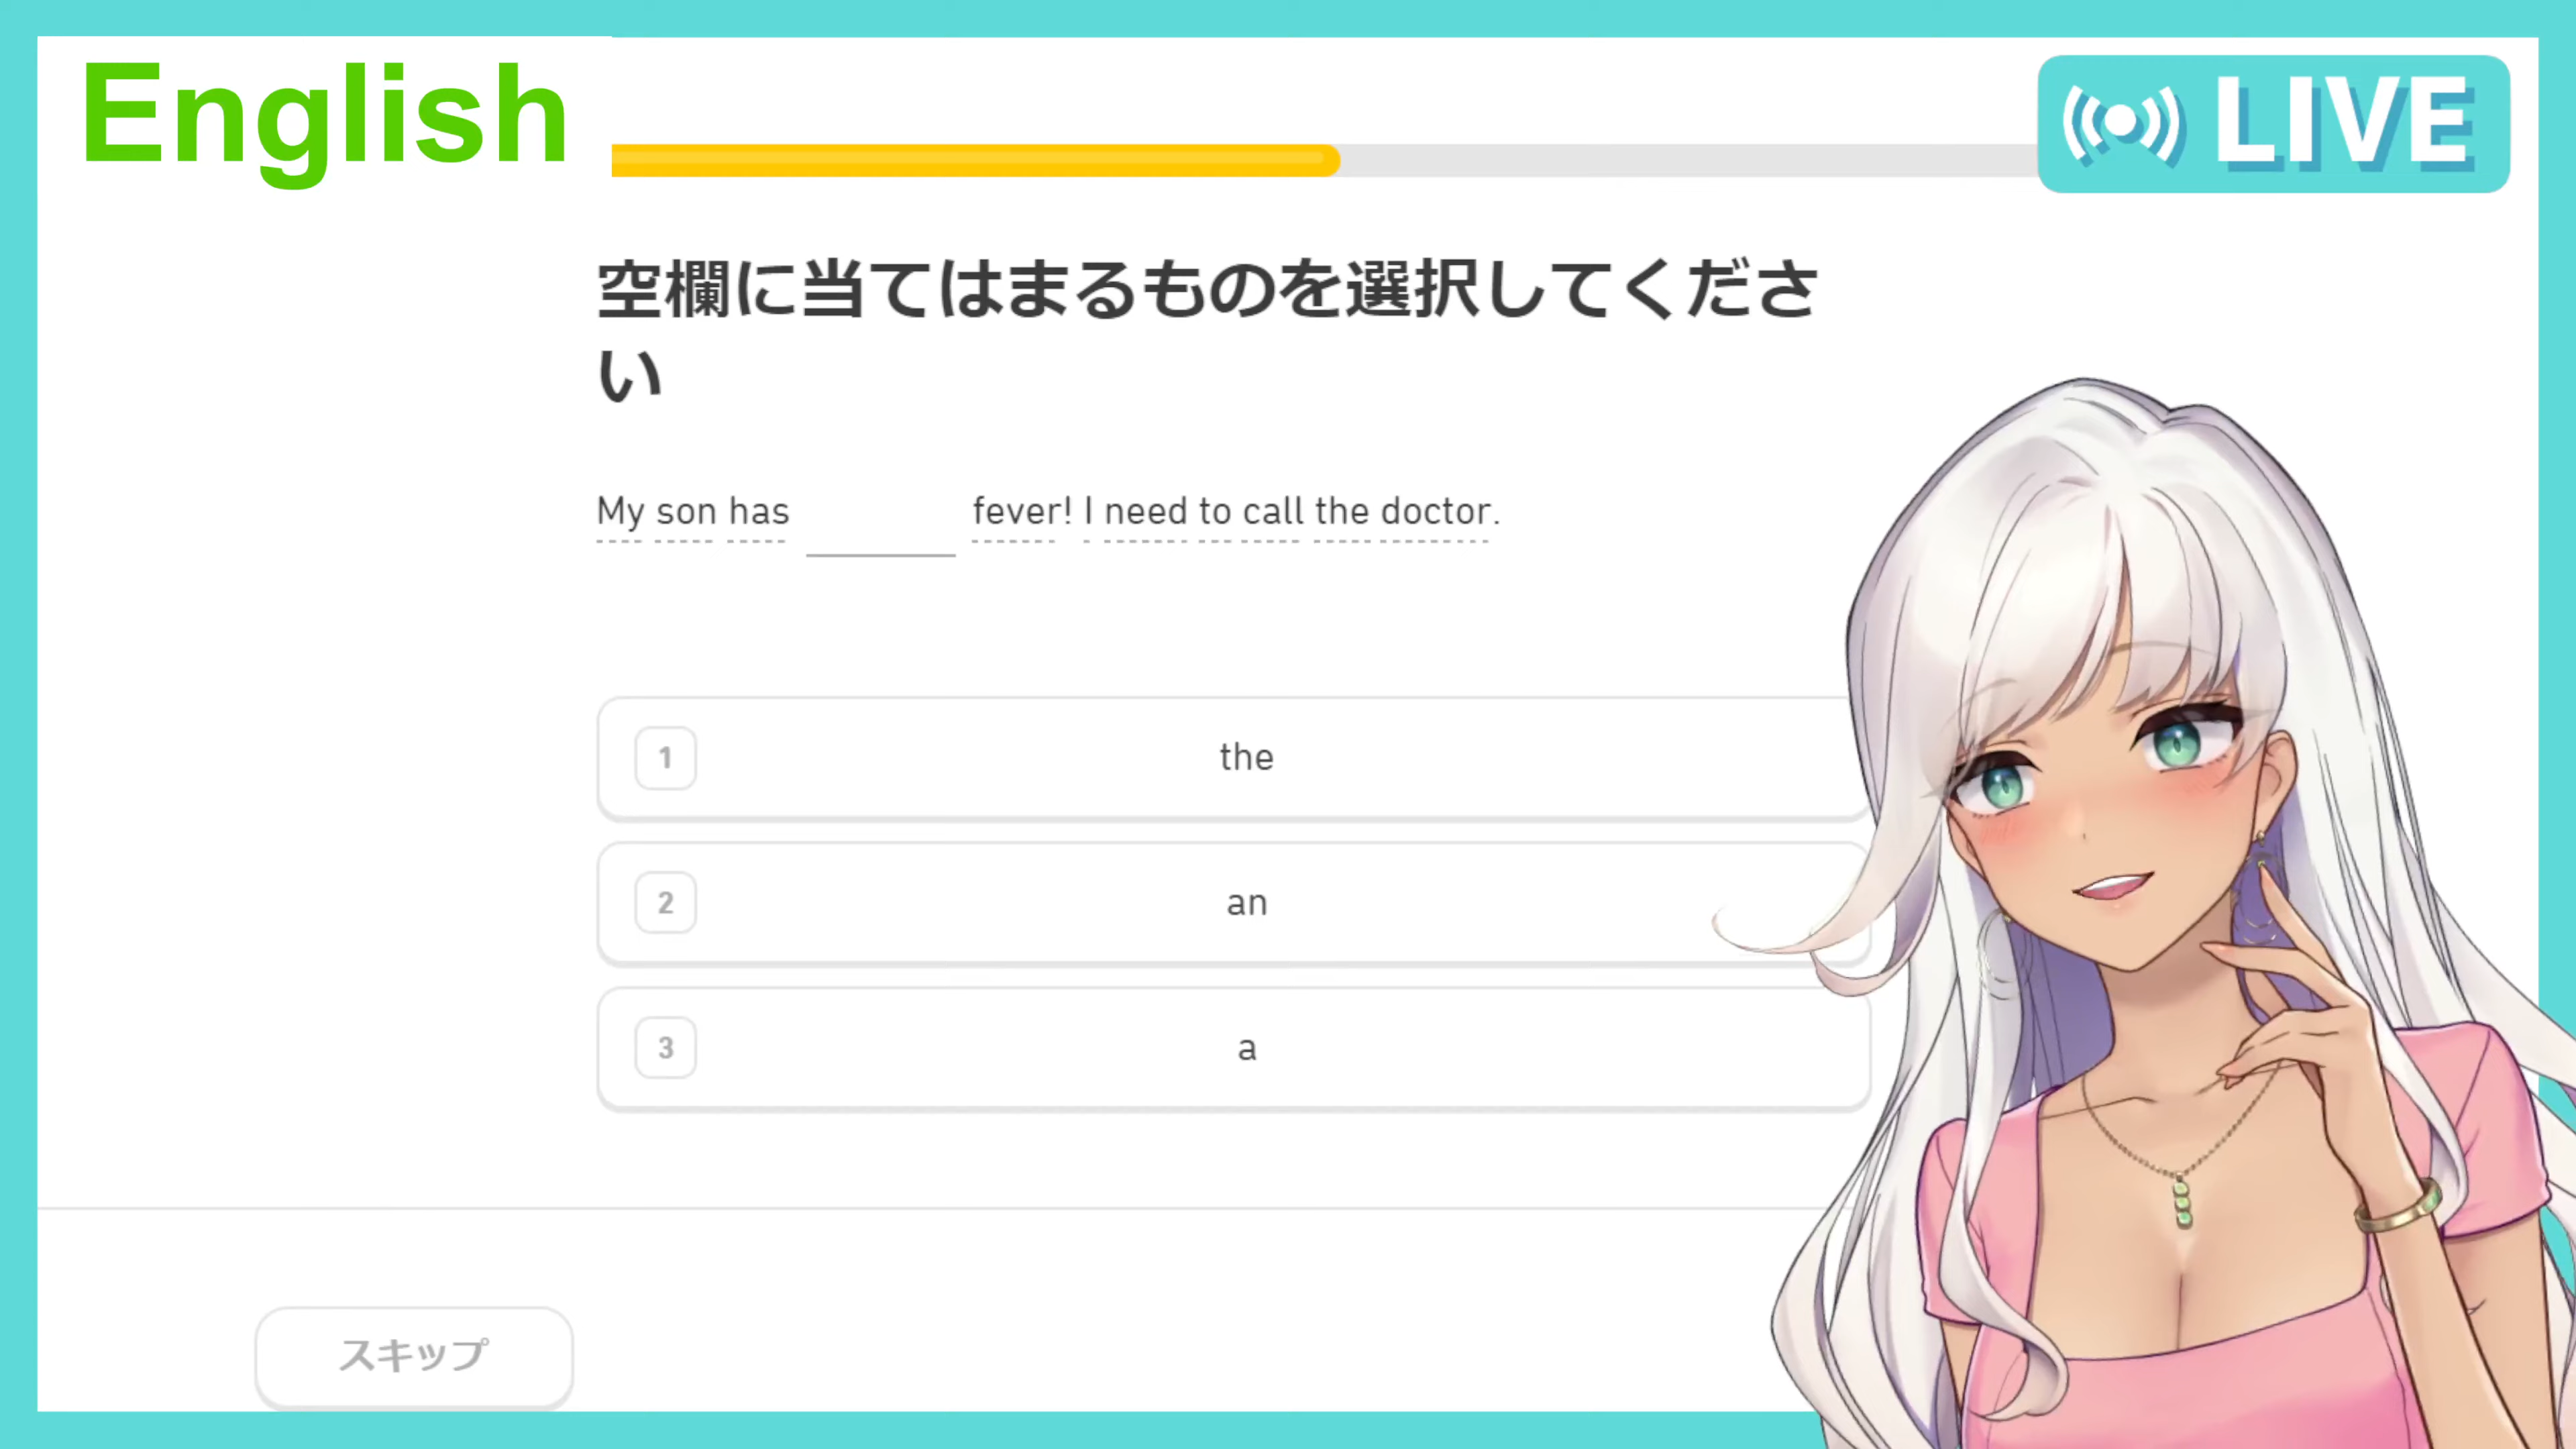 English
LIVE
空欄に当てはまるものを選択してくださ
い
My son has ______ fever! I need to call the doctor.
1 the
2 an
3 a
スキップ